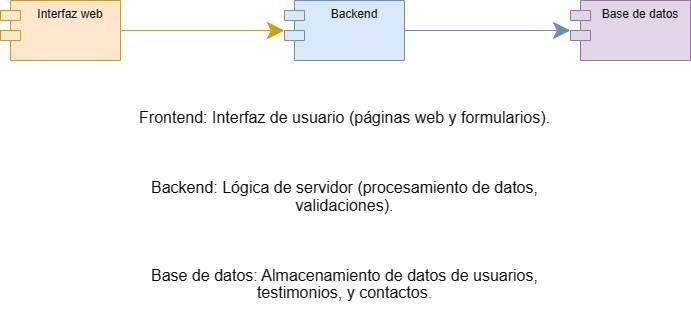 Interfaz web
Backend
Base de datos
Frontend: Interfaz de usuario (páginas web y formularios).
Backend: Lógica de servidor (procesamiento de datos,
validaciones).
Base de datos: Almacenamiento de datos de usuarios,
testimonios, y contactos.